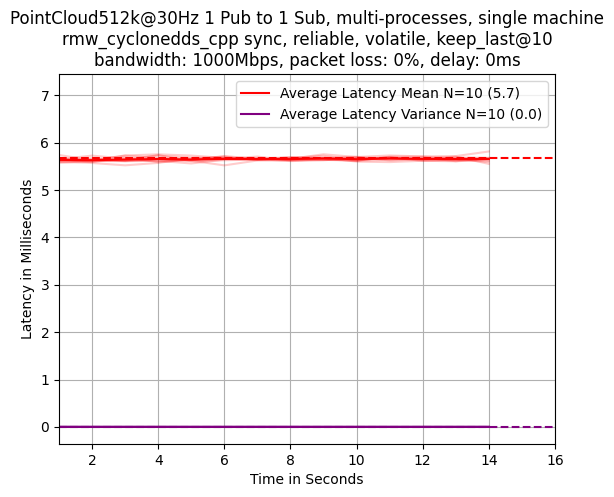 PointCloud512k@30Hz 1 Pub to 1 Sub, multi-processes, single machine
rmw_cyclonedds_cpp sync, reliable, volatile, keep_last@10
bandwidth: 1000Mbps, packet loss: 0%, delay: 0ms
Average Latency Mean N=10 (5.7)
Average Latency Variance N=10 (0.0)
Latency in Milliseconds
7
6
5
4
3
2
1
0
2
4
6
8
10
12
14
16
Time in Seconds